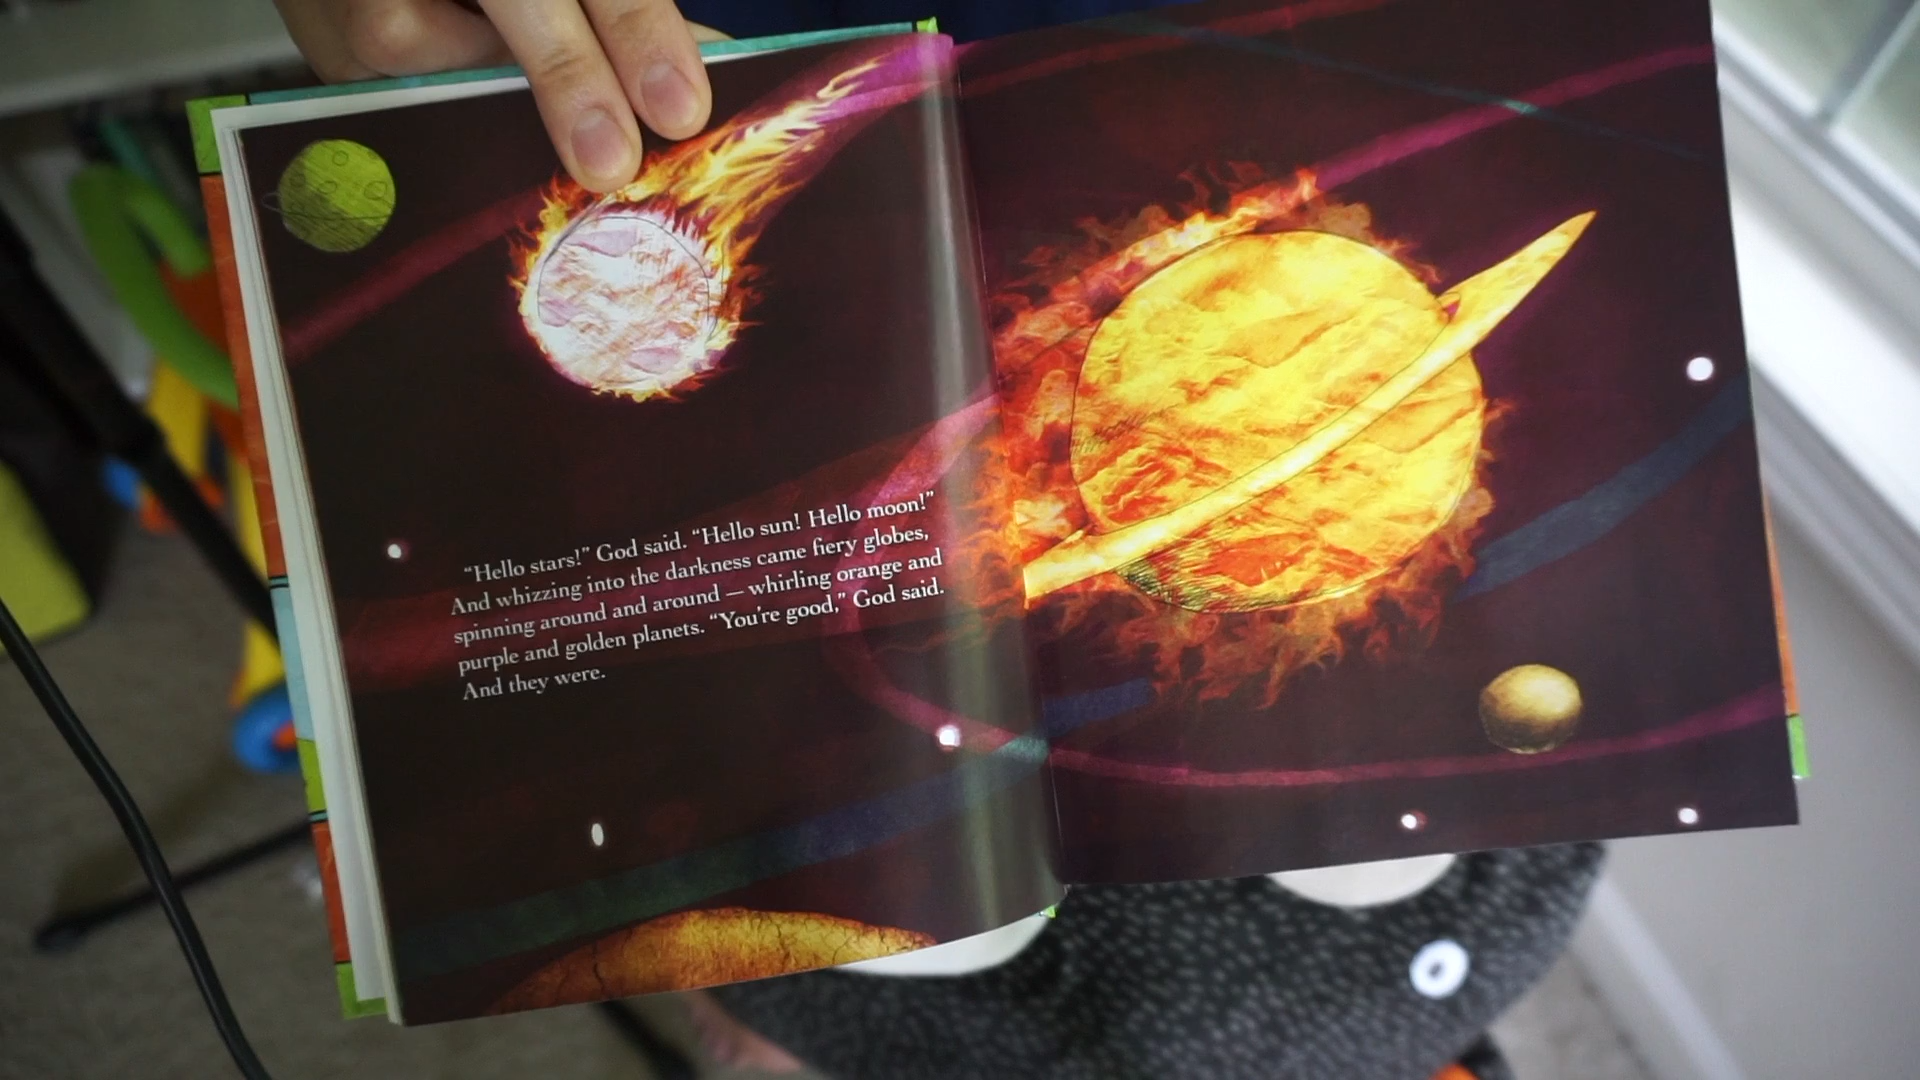 “Hello stars!” God said. “Hello sun! Hello moon!”
And whizzing into the darkness came fiery globes,
spinning around and around — whirling orange and
purple and golden planets. “You're good,” God said.
And they were.